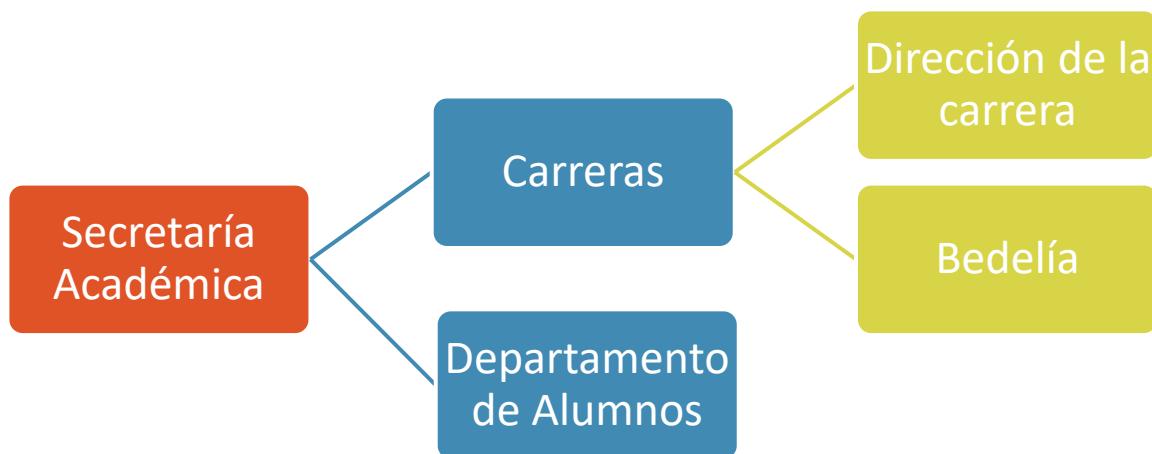 Secretaría
Académica
Carreras
Departamento
de Alumnos
Dirección de la
carrera
Bedelía